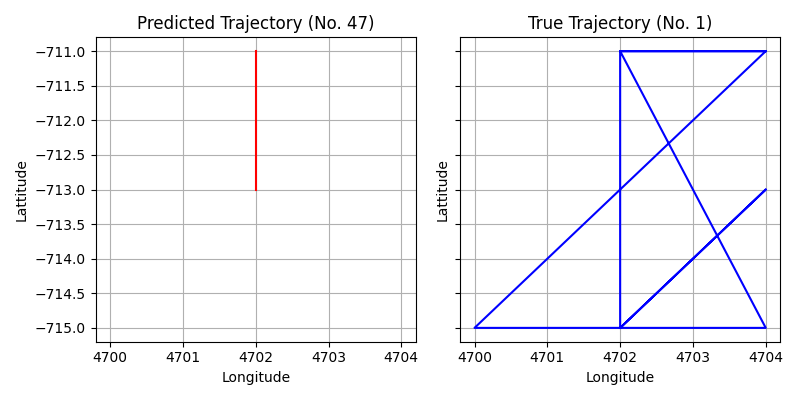 Predicted Trajectory (No. 47)
−711.0
−711.5
−712.0
−712.5
−713.0
−713.5
−714.0
−714.5
−715.0
Lattitude
4700 4701 4702 4703 4704
Longitude
True Trajectory (No. 1)
Lattitude
4700 4701 4702 4703 4704
Longitude